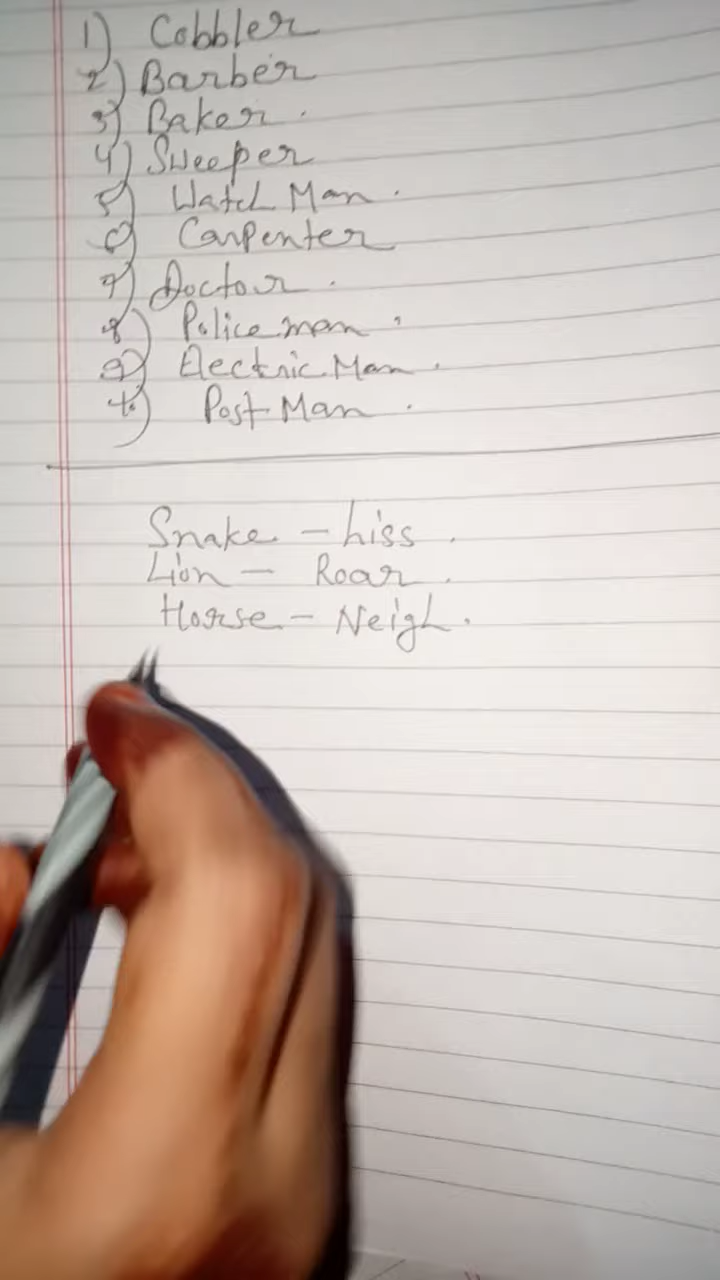 1) Cobbler
2) Barber
3) Baker.
4) Sweeper
5) Watch Man.
6) Carpenter
7) Doctour.
8) Police man.
9) Electric Man.
10) Post Man.
Snake - hiss.
Lion - Roar.
Horse - Neigh.